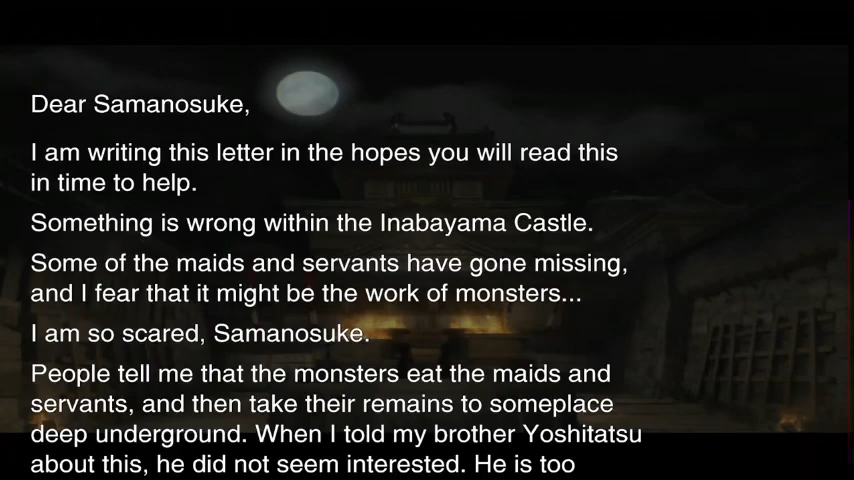 Dear Samanosuke,
I am writing this letter in the hopes you will read this
in time to help.
Something is wrong within the Inabayama Castle.
Some of the maids and servants have gone missing,
and I fear that it might be the work of monsters...
I am so scared, Samanosuke.
People tell me that the monsters eat the maids and
servants, and then take their remains to someplace
deep underground. When I told my brother Yoshitatsu
about this, he did not seem interested. He is too